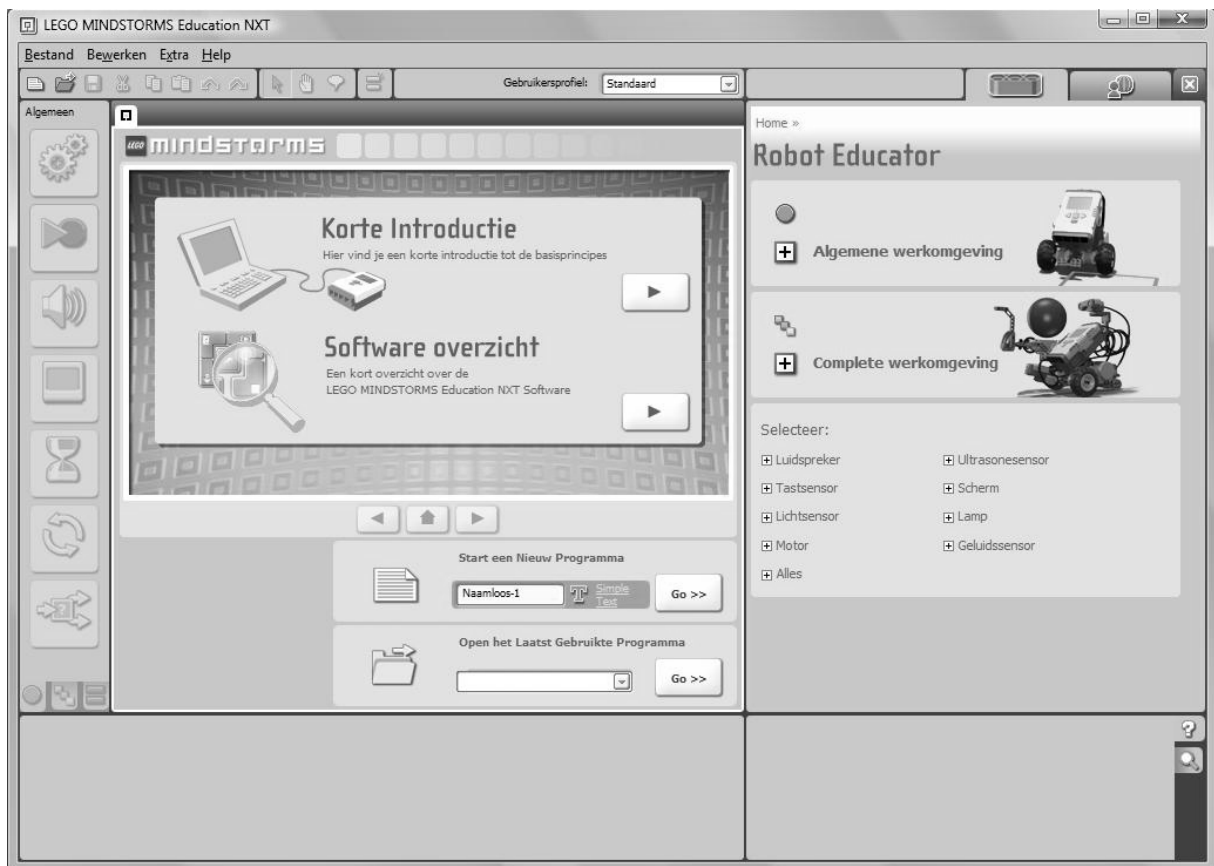 LEGO MINDSTORMS Education NXT
Bestand Bewerken Extra Help
Gebruikersprofiel: Standaard
Algemeen
LEGO mindstorms
Korte Introductie
Hier vind je een korte introductie tot de basisprincipes
Software overzicht
Een kort overzicht over de
LEGO MINDSTORMS Education NXT Software
Start een Nieuw Programma
Naamloos-1 T Simple Text Go >>
Open het Laatst Gebruikte Programma
Go >>
Home »
Robot Educator
Algemene werkomgeving
Complete werkomgeving
Selecteer:
Luidspreker Ultrasonesensor
Tastsensor Scherm
Lichtsensor Lamp
Motor Geluidssensor
Alles
?